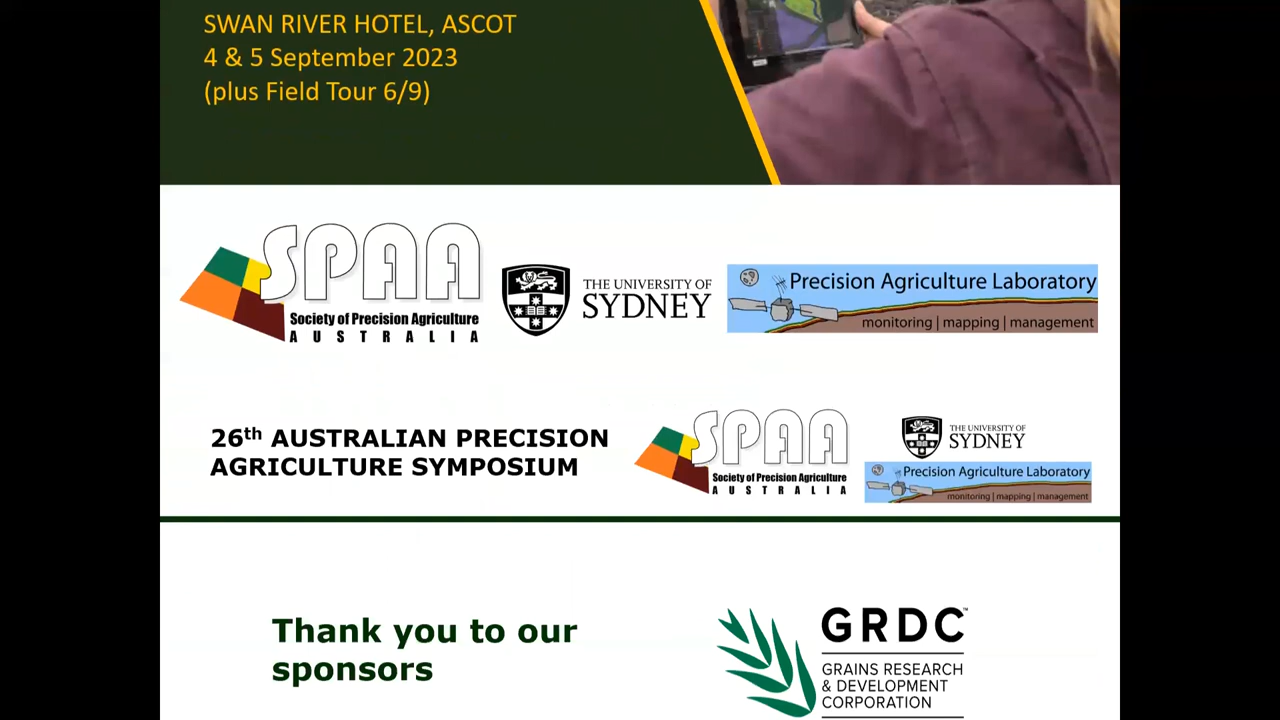 SWAN RIVER HOTEL, ASCOT
4 & 5 September 2023
(plus Field Tour 6/9)
SPAA
Society of Precision Agriculture
AUSTRALIA
THE UNIVERSITY OF
SYDNEY
Precision Agriculture Laboratory
monitoring | mapping | management
26th AUSTRALIAN PRECISION
AGRICULTURE SYMPOSIUM
SPAA
Society of Precision Agriculture
AUSTRALIA
THE UNIVERSITY OF
SYDNEY
Precision Agriculture Laboratory
monitoring | mapping | management
Thank you to our
sponsors
GRDC™
GRAINS RESEARCH
& DEVELOPMENT
CORPORATION